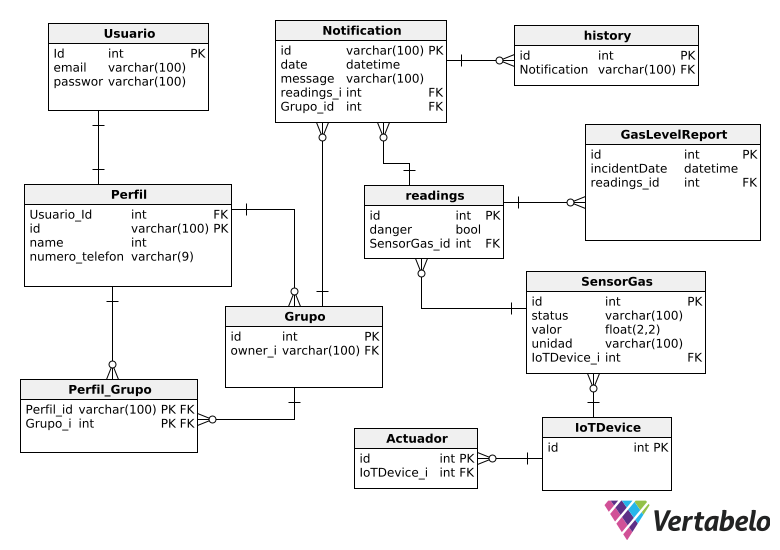 Usuario
Id int PK
email varchar(100)
passwor varchar(100)
Notification
id varchar(100) PK
date datetime
message varchar(100)
readings_i int FK
Grupo_id int FK
history
id int PK
Notification varchar(100) FK
GasLevelReport
id int PK
incidentDate datetime
readings_id int FK
Perfil
Usuario_Id int FK
id varchar(100) PK
name int
numero_telefon varchar(9)
readings
id int PK
danger bool
SensorGas_id int FK
SensorGas
id int PK
status varchar(100)
valor float(2,2)
unidad varchar(100)
IoTDevice_i int FK
Grupo
id int PK
owner_i varchar(100) FK
Perfil_Grupo
Perfil_id varchar(100) PK FK
Grupo_i int PK FK
Actuador
id int PK
IoTDevice_i int FK
IoTDevice
id int PK
Vertabelo